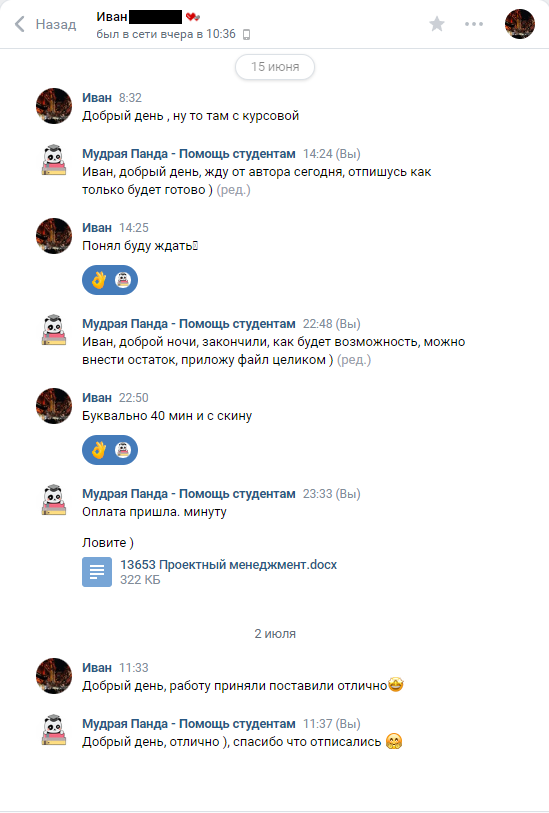 Назад
Иван
был в сети вчера в 10:36
15 июня
Иван 8:32
Добрый день , ну то там с курсовой
Мудрая Панда - Помощь студентам 14:24 (Вы)
Иван, добрый день, жду от автора сегодня, отпишусь как
только будет готово ) (ред.)
Иван 14:25
Понял буду ждать
Мудрая Панда - Помощь студентам 22:48 (Вы)
Иван, доброй ночи, закончили, как будет возможность, можно
внести остаток, приложу файл целиком ) (ред.)
Иван 22:50
Буквально 40 мин и с скину
Мудрая Панда - Помощь студентам 23:33 (Вы)
Оплата пришла. минуту
Ловите )
13653 Проектный менеджмент.docx
322 КБ
2 июля
Иван 11:33
Добрый день, работу приняли поставили отлично🤩
Мудрая Панда - Помощь студентам 11:37 (Вы)
Добрый день, отлично ), спасибо что отписались 🤗